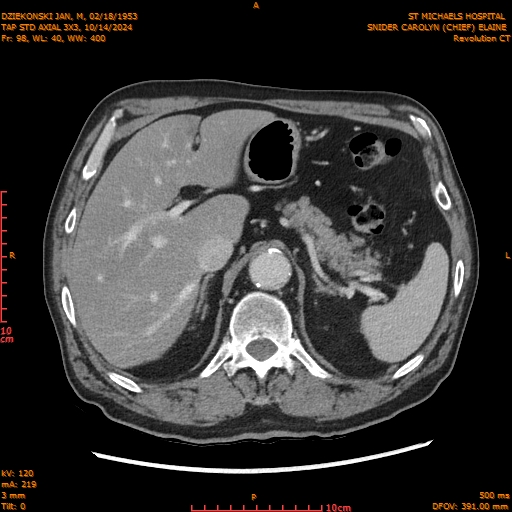 A
DZIEKONSKI JAN, M, 02/18/1953
TAP STD AXIAL 3X3, 10/14/2024
Fr: 98, WL: 40, WW: 400
ST MICHAELS HOSPITAL
SNIDER CAROLYN (CHIEF) ELAINE
Revolution CT
R
L
10
cm
kV: 120
mA: 219
3 mm
Tilt: 0
P
10cm
500 ms
DFOV: 391.00 mm